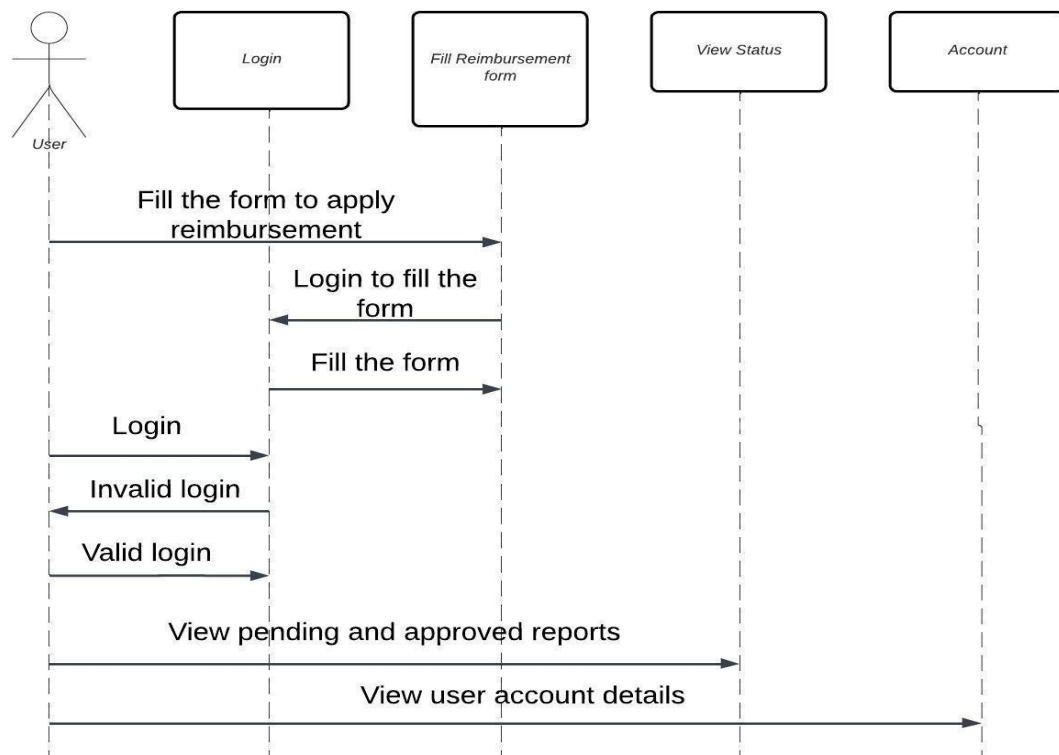 Login
Fill Reimbursement
form
View Status
Account
User
Fill the form to apply
reimbursement
Login to fill the
form
Fill the form
Login
Invalid login
Valid login
View pending and approved reports
View user account details